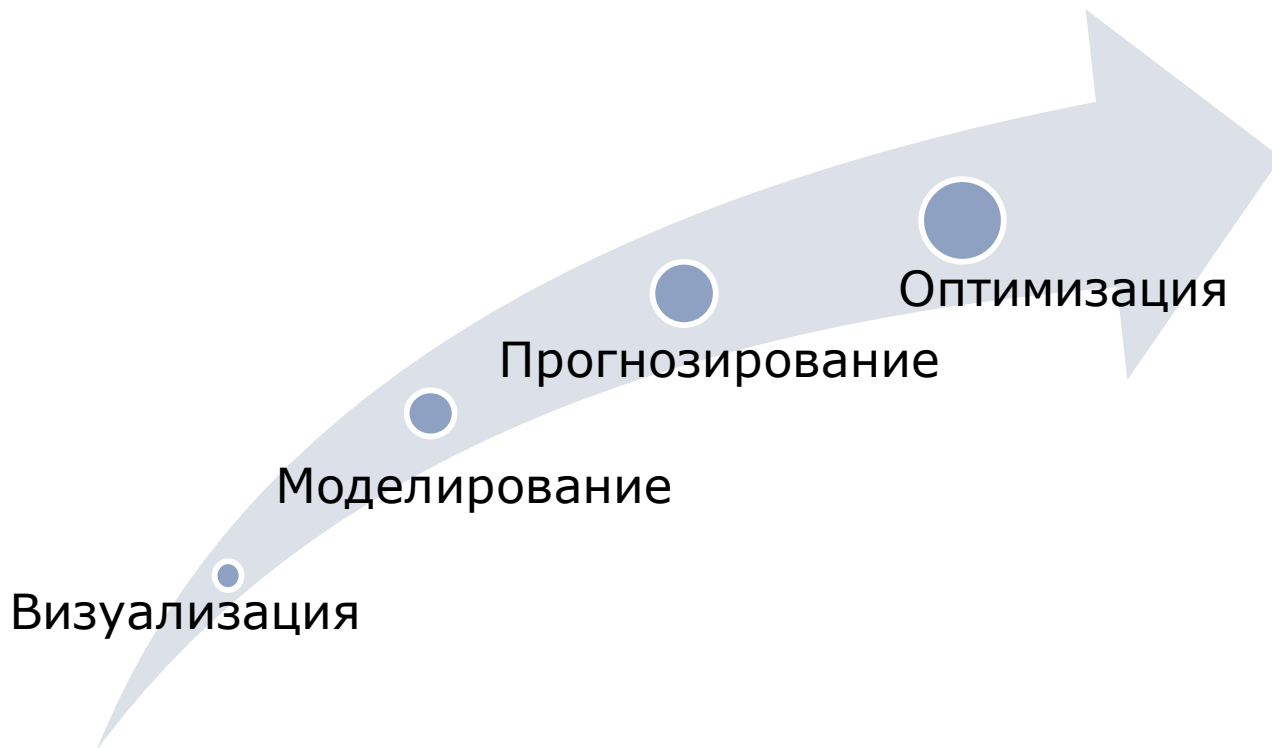 Оптимизация
Прогнозирование
Моделирование
Визуализация